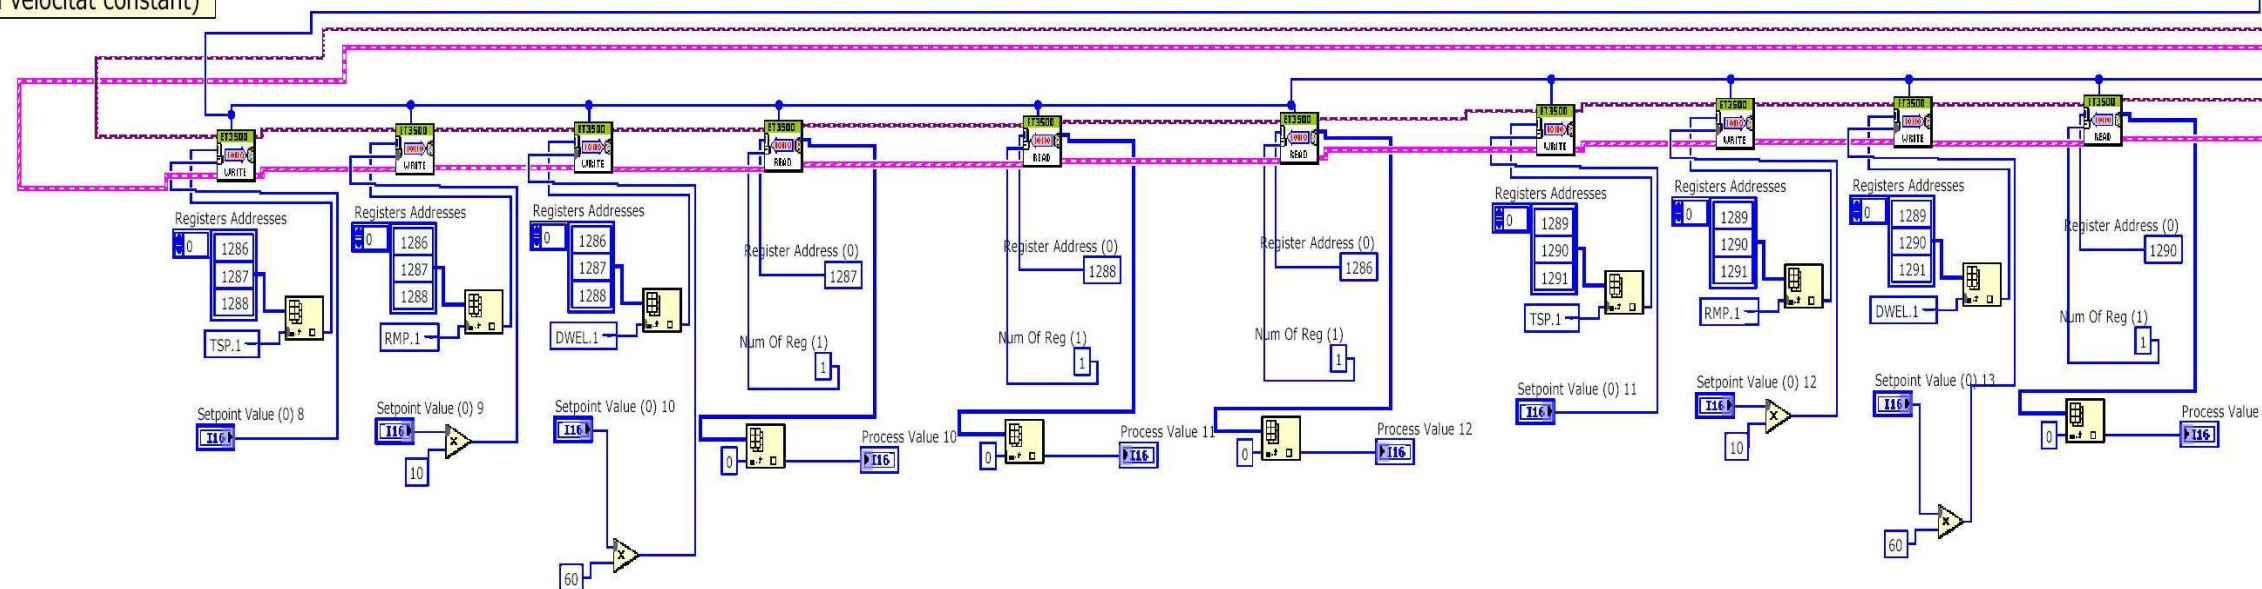 velocitat constant)
ET3500
WRITE
ET3500
WRITE
ET3500
WRITE
ET3500
READ
ET3500
READ
ET3500
READ
ET3500
WRITE
ET3500
WRITE
ET3500
WRITE
ET3500
READ
Registers Addresses
0
1286
1287
1288
TSP.1
Setpoint Value (0) 8
I16
Registers Addresses
0
1286
1287
1288
RMP.1
Setpoint Value (0) 9
I16
x
10
Registers Addresses
0
1286
1287
1288
DWEL.1
Setpoint Value (0) 10
I16
x
60
Register Address (0)
1287
Num Of Reg (1)
1
0
Process Value 10
I16
Register Address (0)
1288
Num Of Reg (1)
1
0
Process Value 11
I16
Register Address (0)
1286
Num Of Reg (1)
1
0
Process Value 12
I16
Registers Addresses
0
1289
1290
1291
TSP.1
Setpoint Value (0) 11
I16
Registers Addresses
0
1289
1290
1291
RMP.1
Setpoint Value (0) 12
I16
x
10
Registers Addresses
0
1289
1290
1291
DWEL.1
Setpoint Value (0) 13
I16
x
60
Register Address (0)
1290
Num Of Reg (1)
1
0
Process Value
I16